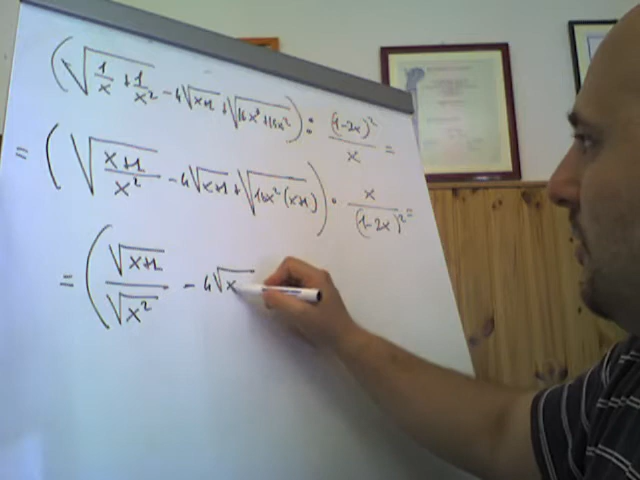 (√(1/x + 1/x²) - 4√(x+1) + √(16x³+16x²)) : (1-2x)²/x =
= (√((x+1)/x²) - 4√(x+1) + √(16x²(x+1))) · x/(1-2x)² =
= (√(x+1)/√(x²) - 4√x